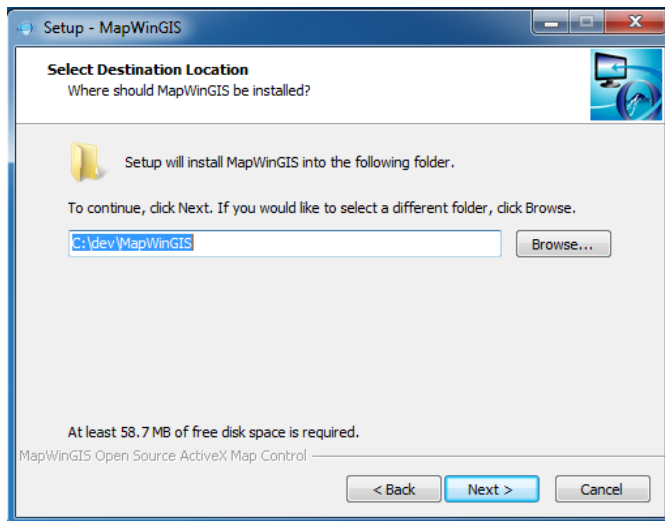 Setup - MapWinGIS
Select Destination Location
Where should MapWinGIS be installed?
Setup will install MapWinGIS into the following folder.
To continue, click Next. If you would like to select a different folder, click Browse.
C:\dev\MapWinGIS
Browse...
At least 58.7 MB of free disk space is required.
MapWinGIS Open Source ActiveX Map Control
< Back
Next >
Cancel